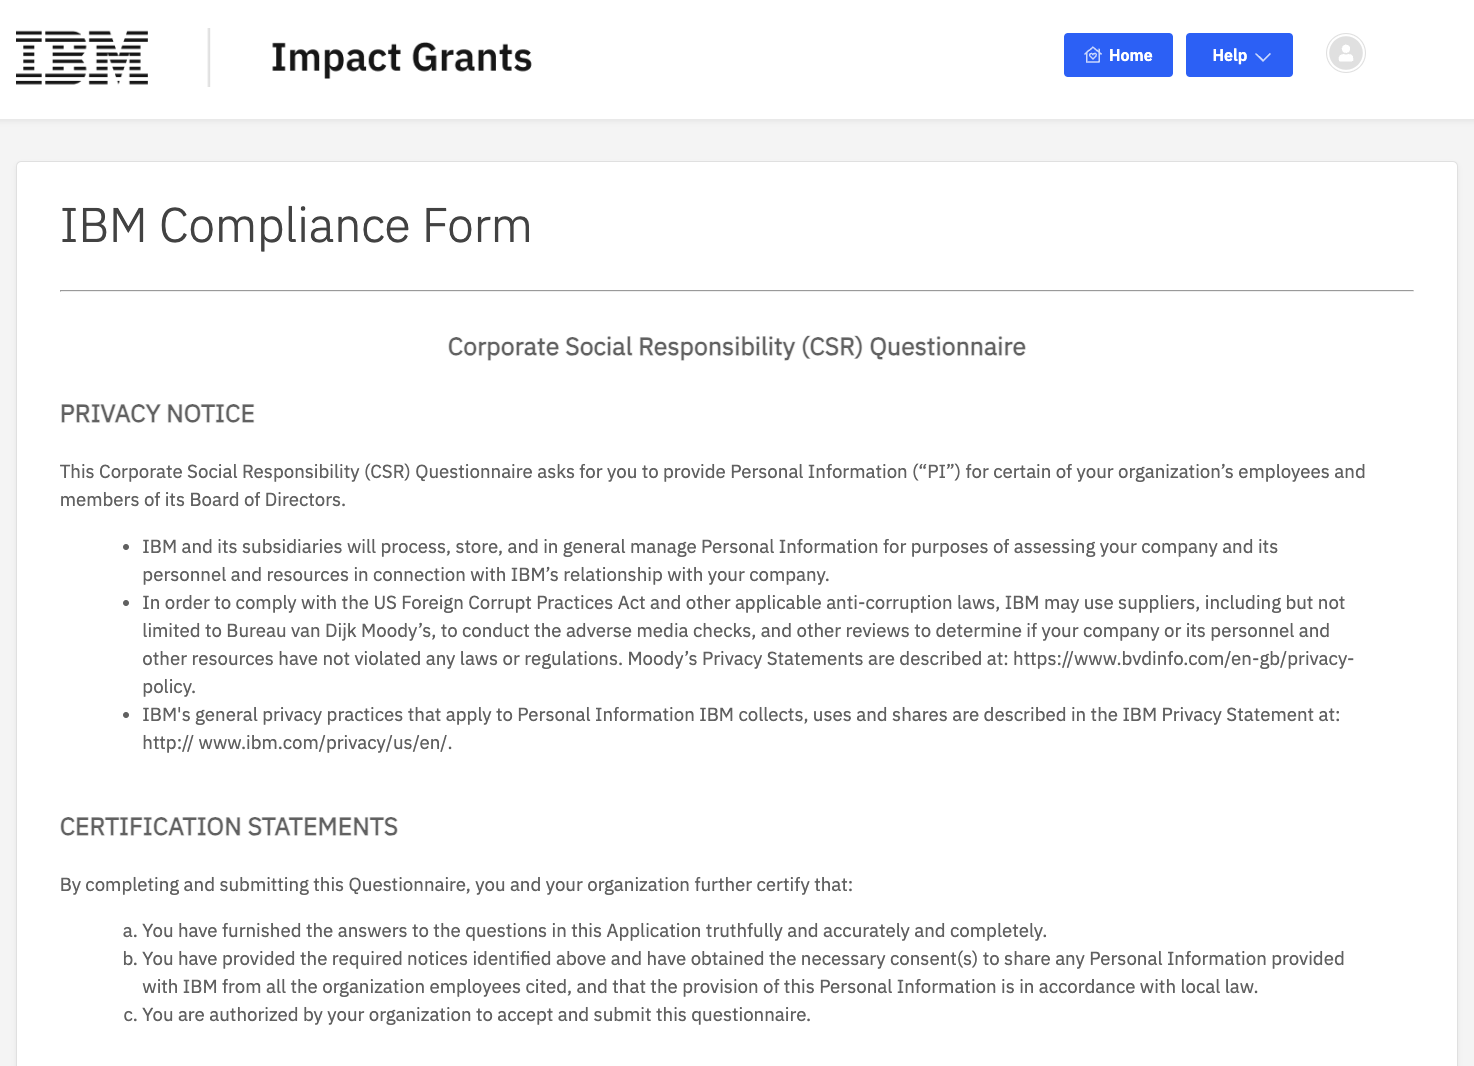 IBM
Impact Grants
Home
Help
IBM Compliance Form
Corporate Social Responsibility (CSR) Questionnaire
PRIVACY NOTICE
This Corporate Social Responsibility (CSR) Questionnaire asks for you to provide Personal Information (“PI”) for certain of your organization’s employees and
members of its Board of Directors.
• IBM and its subsidiaries will process, store, and in general manage Personal Information for purposes of assessing your company and its
personnel and resources in connection with IBM’s relationship with your company.
• In order to comply with the US Foreign Corrupt Practices Act and other applicable anti-corruption laws, IBM may use suppliers, including but not
limited to Bureau van Dijk Moody’s, to conduct the adverse media checks, and other reviews to determine if your company or its personnel and
other resources have not violated any laws or regulations. Moody’s Privacy Statements are described at: https://www.bvdinfo.com/en-gb/privacy-
policy.
• IBM's general privacy practices that apply to Personal Information IBM collects, uses and shares are described in the IBM Privacy Statement at:
http:// www.ibm.com/privacy/us/en/.
CERTIFICATION STATEMENTS
By completing and submitting this Questionnaire, you and your organization further certify that:
a. You have furnished the answers to the questions in this Application truthfully and accurately and completely.
b. You have provided the required notices identified above and have obtained the necessary consent(s) to share any Personal Information provided
with IBM from all the organization employees cited, and that the provision of this Personal Information is in accordance with local law.
c. You are authorized by your organization to accept and submit this questionnaire.